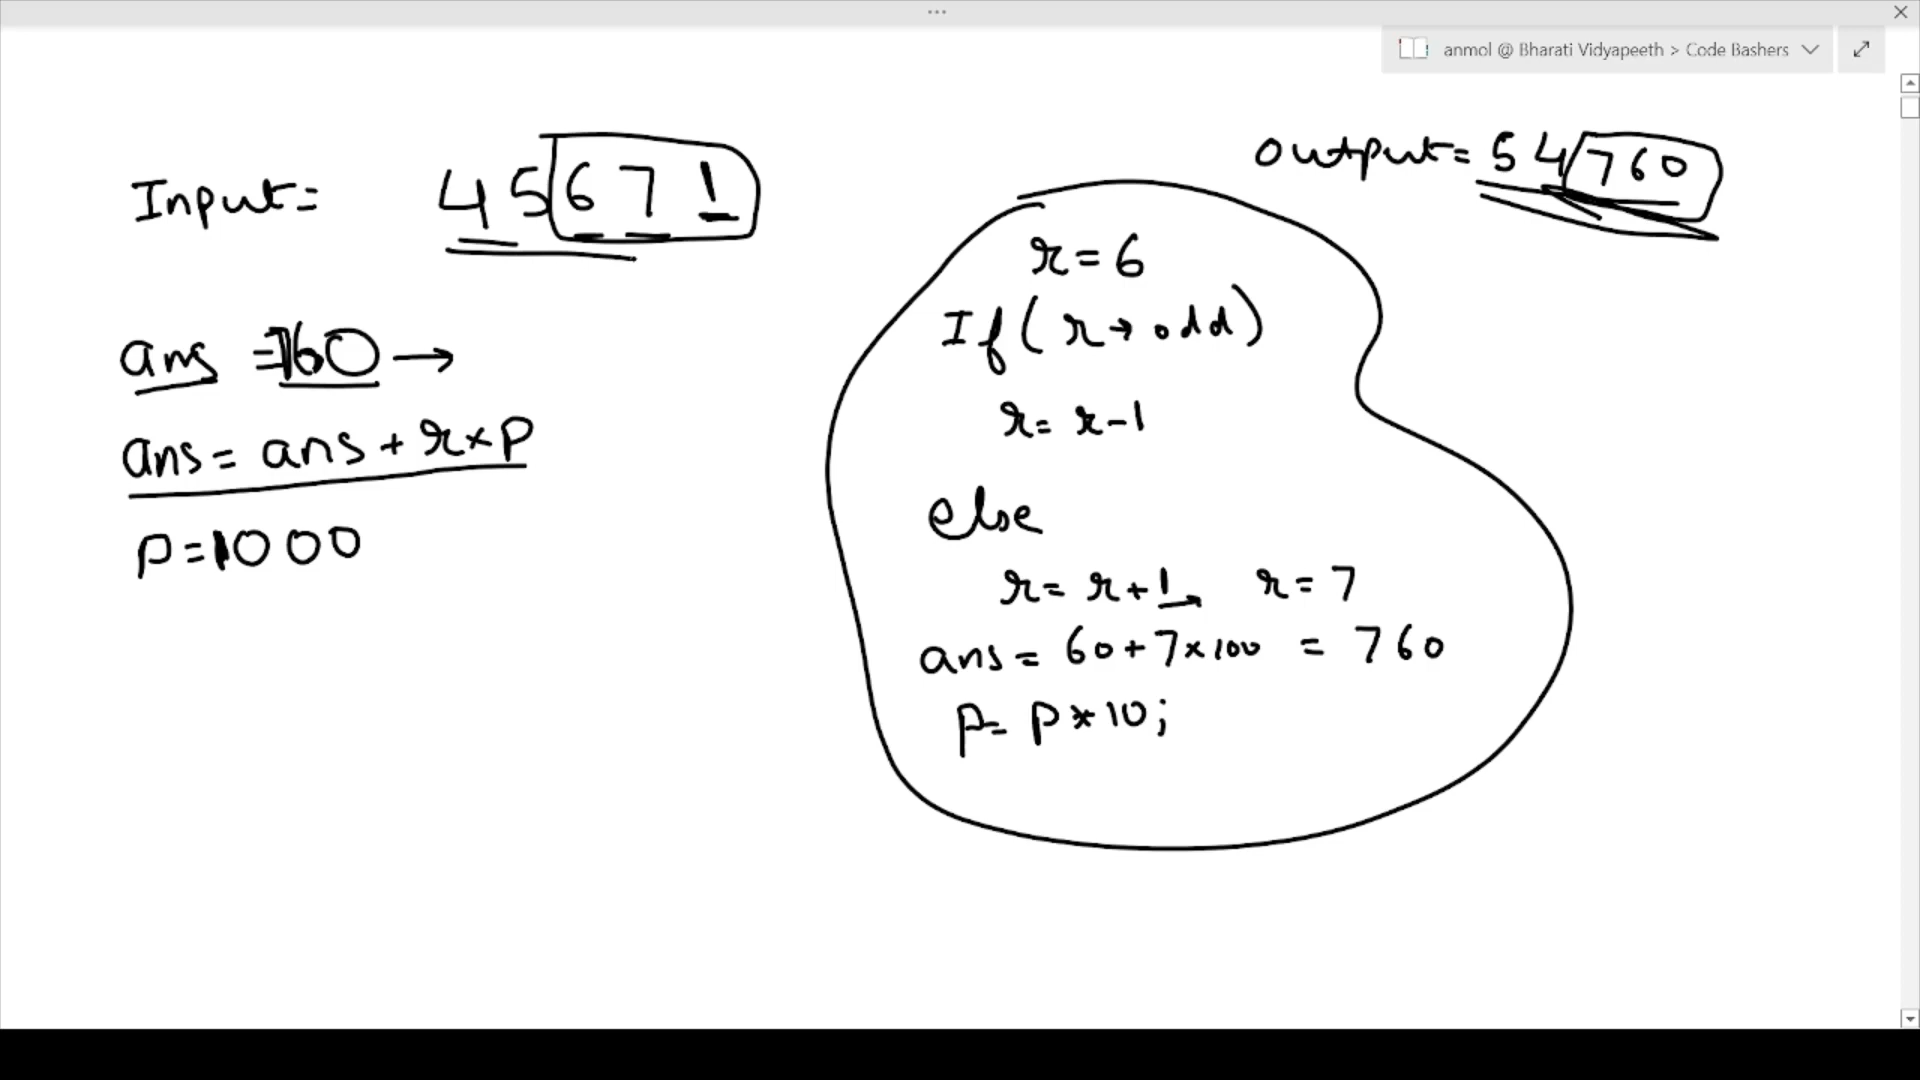 anmol @ Bharati Vidyapeeth > Code Bashers
Input= 45671
Output= 54760
ans =760 →
ans= ans + r×p
p=1000
r=6
If(r→odd)
r= r-1
else
r= r+1, r=7
ans= 60+7×100 = 760
p= p*10;